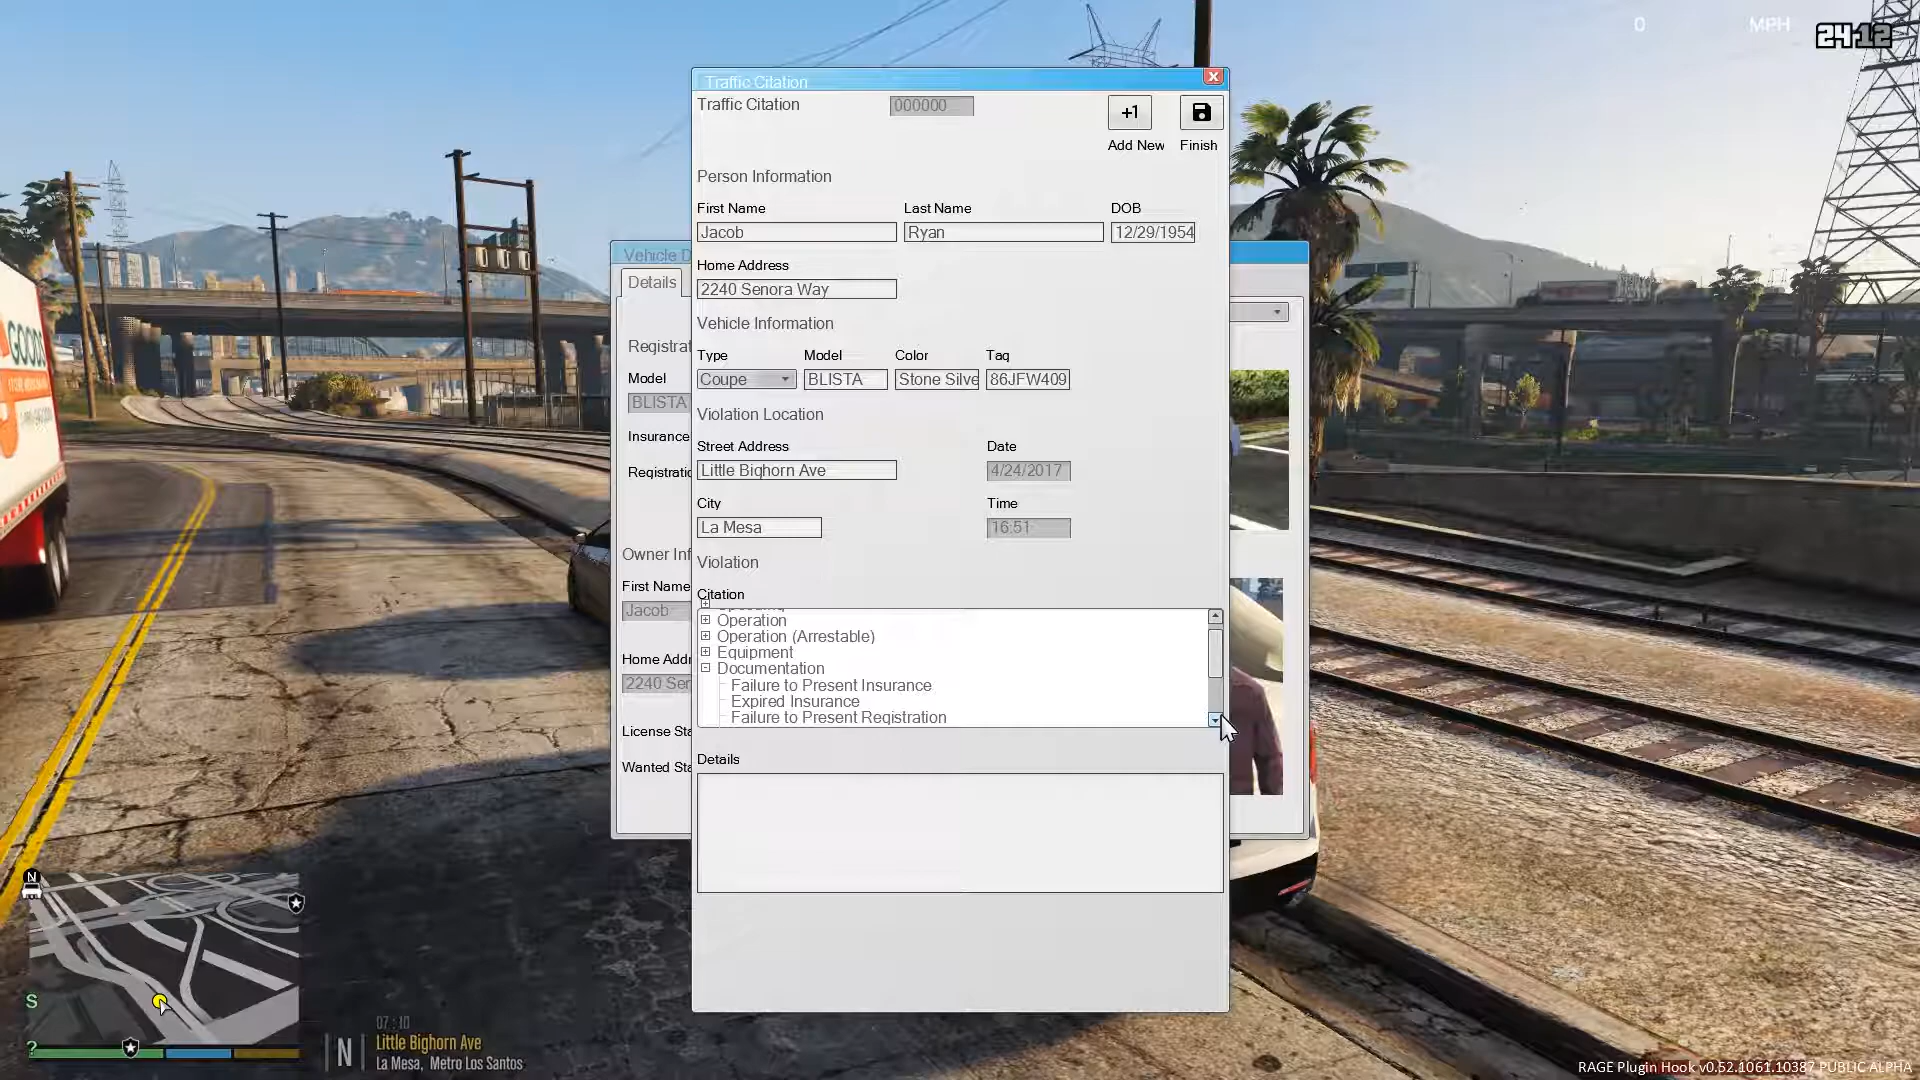 0 MPH
24-12
Traffic Citation
Traffic Citation 000000 +1
Add New Finish
Person Information
First Name Last Name DOB
Jacob Ryan 12/29/1954
Home Address
2240 Senora Way
Vehicle Information
Type Model Color Tag
Coupe BLISTA Stone Silve 86JFW409
Violation Location
Street Address Date
Little Bighorn Ave 4/24/2017
City Time
La Mesa 16:51
Violation
Citation
Speeding
Operation
Operation (Arrestable)
Equipment
Documentation
Failure to Present Insurance
Expired Insurance
Failure to Present Registration
Details
Vehicle D
Details
Registrat
Model
BLISTA
Insurance
Registratio
Owner Inf
First Name
Jacob
Home Addr
2240 Ser
License Sta
Wanted Sta
GOODS
N
S
?
N
07:10
Little Bighorn Ave
La Mesa, Metro Los Santos
RAGE Plugin Hook v0.52.1061.10387 PUBLIC ALPHA